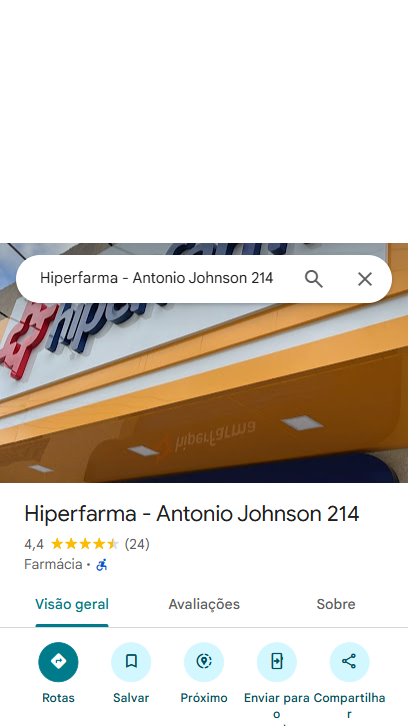 Hiperfarma - Antonio Johnson 214
hiperfarma
Hiperfarma - Antonio Johnson 214
4,4 (24)
Farmácia •
Visão geral Avaliações Sobre
Rotas Salvar Próximo Enviar para o Compartilhar